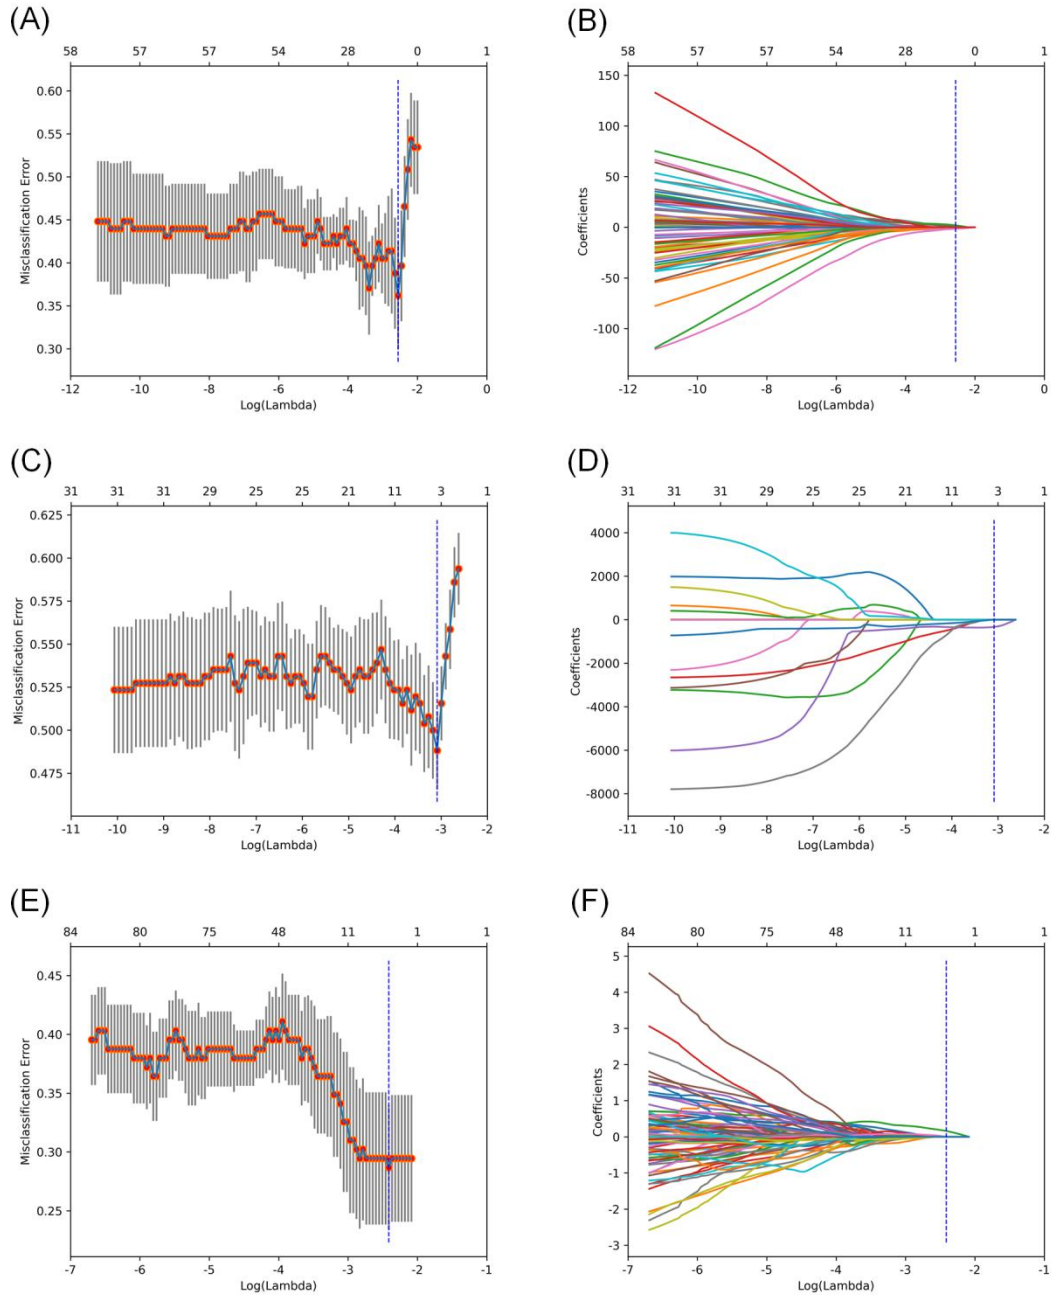 (A)
58 57 57 54 28 0 1
Misclassification Error
0.60
0.55
0.50
0.45
0.40
0.35
0.30
-12 -10 -8 -6 -4 -2 0
Log(Lambda)
(B)
58 57 57 54 28 0 1
Coefficients
150
100
50
0
-50
-100
-12 -10 -8 -6 -4 -2 0
Log(Lambda)
(C)
31 31 31 29 25 25 21 11 3 1
Misclassification Error
0.625
0.600
0.575
0.550
0.525
0.500
0.475
-11 -10 -9 -8 -7 -6 -5 -4 -3 -2
Log(Lambda)
(D)
31 31 31 29 25 25 21 11 3 1
Coefficients
4000
2000
0
-2000
-4000
-6000
-8000
-11 -10 -9 -8 -7 -6 -5 -4 -3 -2
Log(Lambda)
(E)
84 80 75 48 11 1 1
Misclassification Error
0.45
0.40
0.35
0.30
0.25
-7 -6 -5 -4 -3 -2 -1
Log(Lambda)
(F)
84 80 75 48 11 1 1
Coefficients
5
4
3
2
1
0
-1
-2
-3
-7 -6 -5 -4 -3 -2 -1
Log(Lambda)